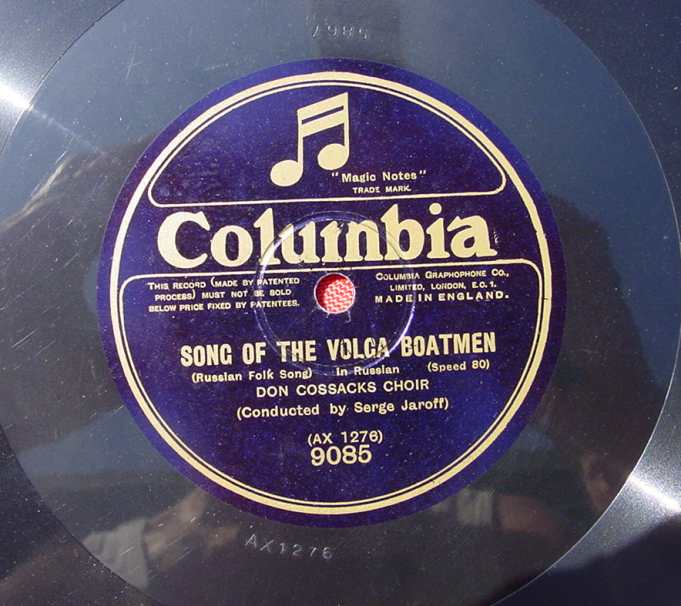 "Magic Notes"
TRADE MARK.
Columbia
THIS RECORD (MADE BY PATENTED
PROCESS) MUST NOT BE SOLD
BELOW PRICE FIXED BY PATENTEES.
COLUMBIA GRAPHOPHONE CO.,
LIMITED, LONDON, E.C.1.
MADE IN ENGLAND.
SONG OF THE VOLGA BOATMEN
(Russian Folk Song) in Russian (Speed 80)
DON COSSACKS CHOIR
(Conducted by Serge Jaroff)
(AX 1276)
9085
AX1276